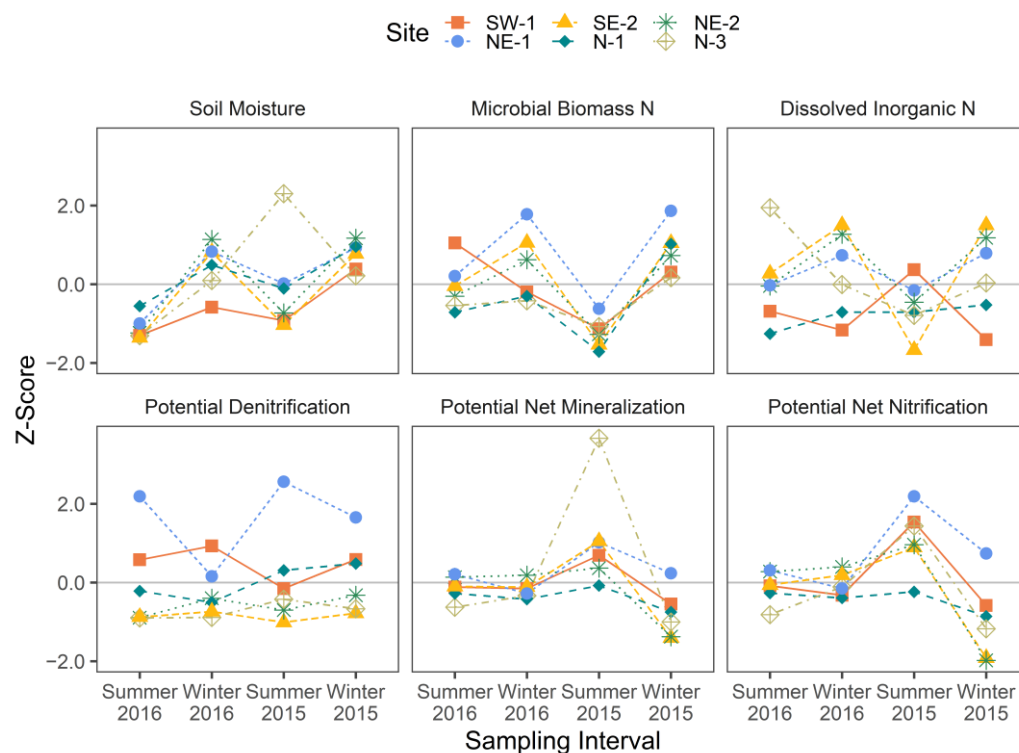 Site SW-1 SE-2 NE-2
NE-1 N-1 N-3
Soil Moisture Microbial Biomass N Dissolved Inorganic N
2.0
0.0
−2.0
Potential Denitrification Potential Net Mineralization Potential Net Nitrification
2.0
0.0
−2.0
Z-Score
Summer Winter Summer Winter Summer Winter Summer Winter Summer Winter Summer Winter
2016 2016 2015 2015 2016 2016 2015 2015 2016 2016 2015 2015
Sampling Interval